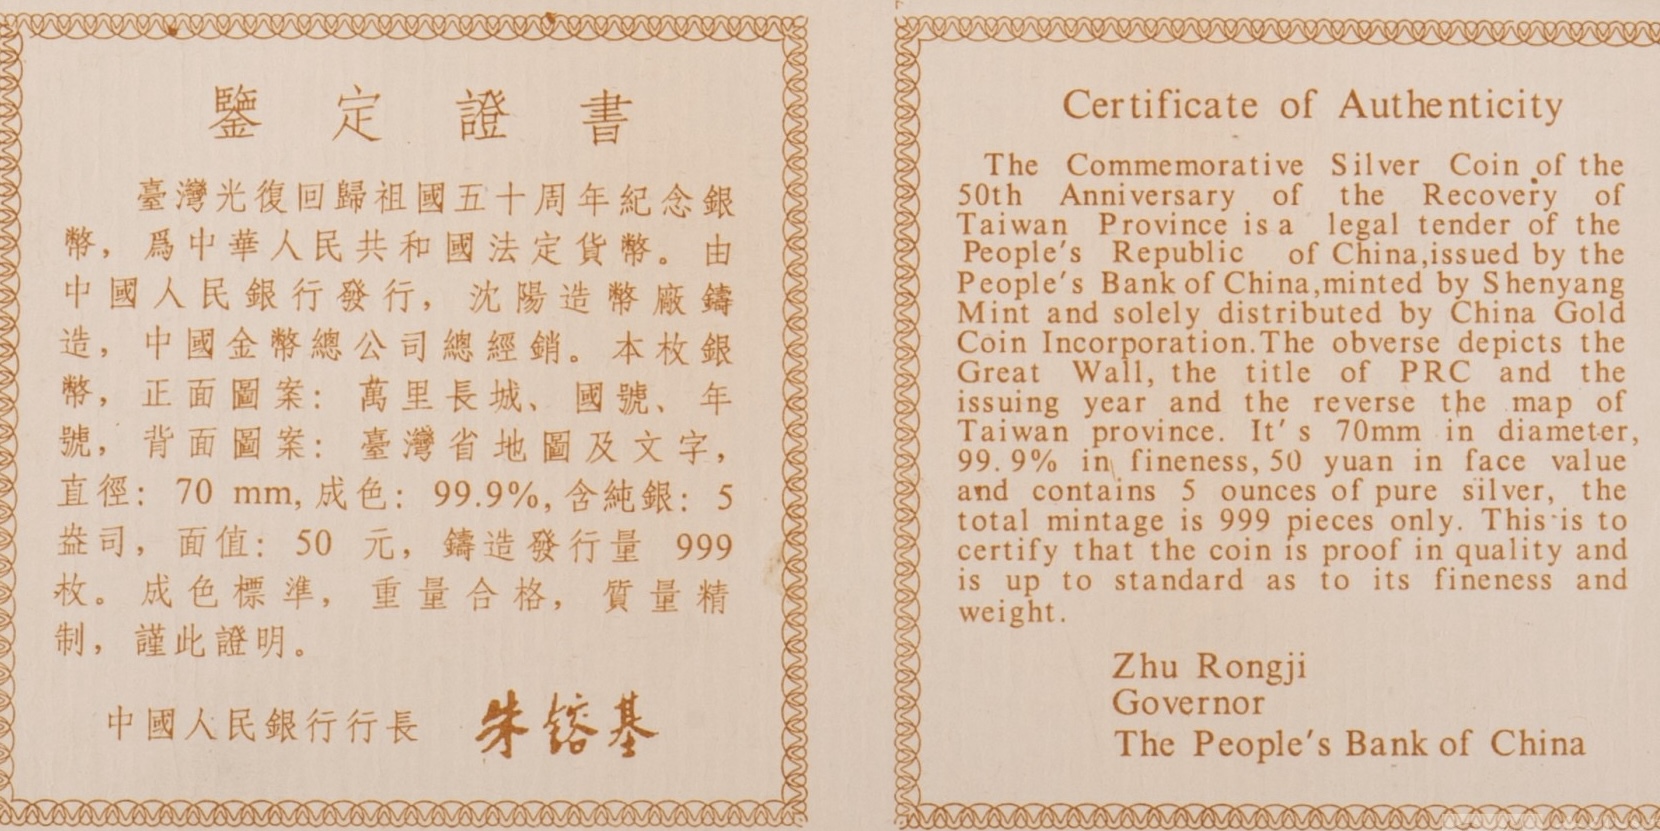 鑒定證書
臺灣光復回歸祖國五十周年紀念銀
幣，爲中華人民共和國法定貨幣。由
中國人民銀行發行，沈陽造幣廠鑄
造，中國金幣總公司總經銷。本枚銀
幣，正面圖案：萬里長城、國號、年
號，背面圖案：臺灣省地圖及文字，
直徑：70 mm,成色：99.9%,含純銀：5
盎司，面值：50 元，鑄造發行量 999
枚。成色標準，重量合格，質量精
制，謹此證明。
中國人民銀行行長 朱鎔基
Certificate of Authenticity
The Commemorative Silver Coin of the
50th Anniversary of the Recovery of
Taiwan Province is a legal tender of the
People's Republic of China,issued by the
People's Bank of China,minted by Shenyang
Mint and solely distributed by China Gold
Coin Incorporation.The obverse depicts the
Great Wall, the title of PRC and the
issuing year and the reverse the map of
Taiwan province. It's 70mm in diameter,
99.9% in fineness, 50 yuan in face value
and contains 5 ounces of pure silver, the
total mintage is 999 pieces only. This is to
certify that the coin is proof in quality and
is up to standard as to its fineness and
weight.
Zhu Rongji
Governor
The People's Bank of China